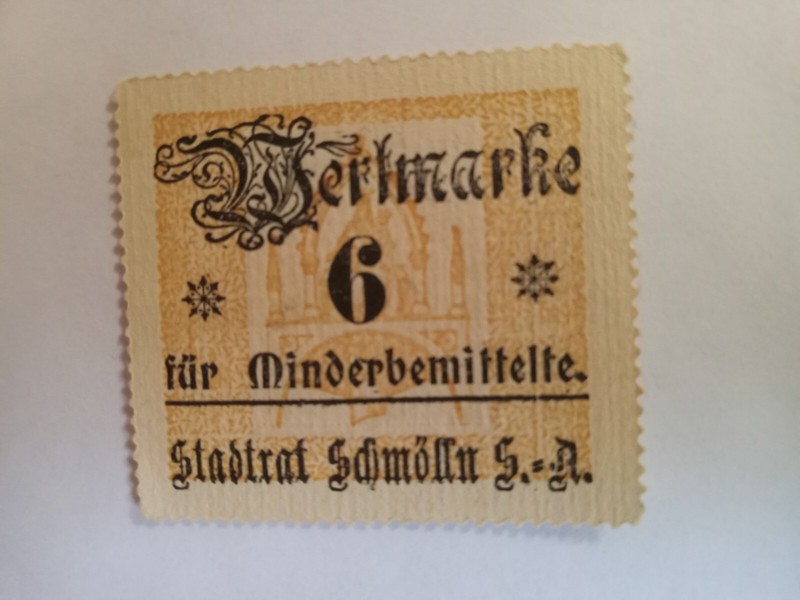 Wertmarke
6
für Minderbemittelte.
Stadtrat Schmölln S.-A.